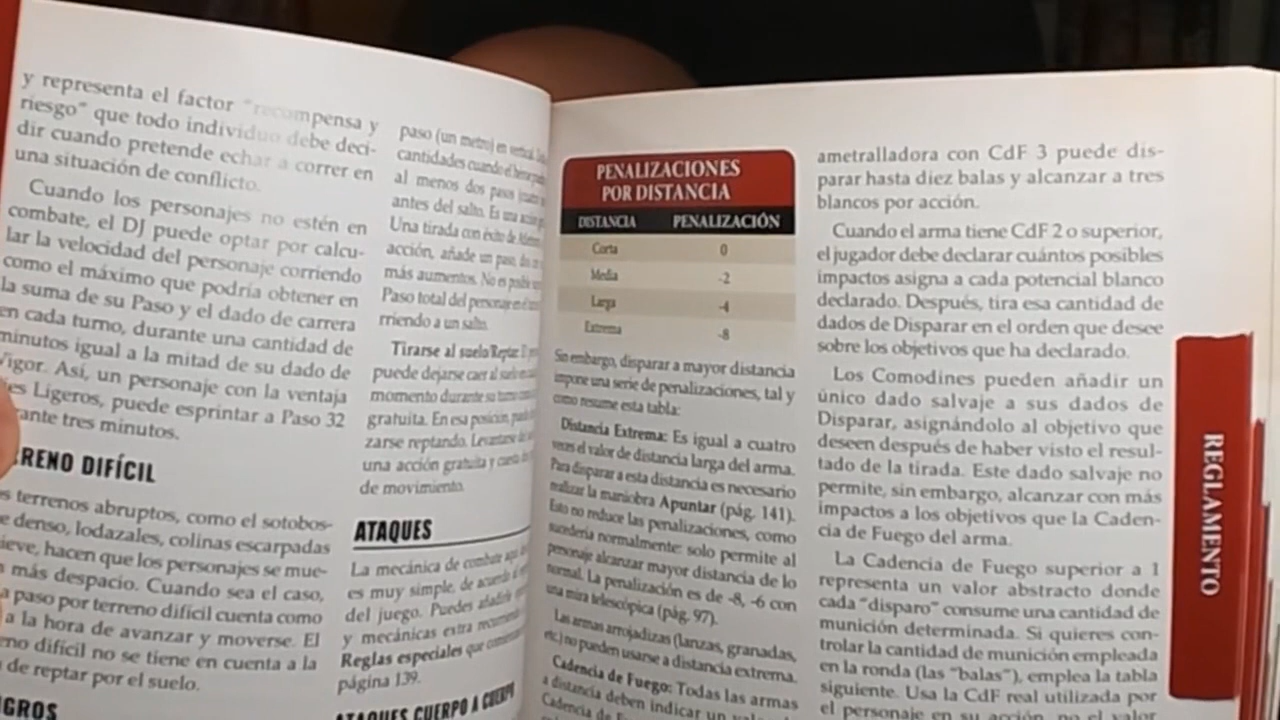 y representa el factor "recompensa y
riesgo" que todo individuo debe deci-
dir cuando pretende echar a correr en
una situación de conflicto.
Cuando los personajes no estén en
combate, el DJ puede optar por calcu-
lar la velocidad del personaje corriendo
como el máximo que podría obtener en
la suma de su Paso y el dado de carrera
en cada turno, durante una cantidad de
minutos igual a la mitad de su dado de
Vigor. Así, un personaje con la ventaja
Ligeros, puede esprintar a Paso 32
tres minutos.
DIFÍCIL
terrenos abruptos, como el sotobos-
denso, lodazales, colinas escarpadas
hacen que los personajes se mue-
más despacio. Cuando sea el caso,
paso por terreno difícil cuenta como
a la hora de avanzar y moverse. El
difícil no se tiene en cuenta a la
de reptar por el suelo.
paso (un metro) en vertical.
cantidades cuando el héroe
al menos dos pasos
antes del salto. Es una
Una tirada con éxito de
acción, añade un paso,
más aumentos. No es
Paso total del personaje
rriendo a un salto.
Tirarse al suelo/Reptar:
puede dejarse caer al suelo
momento durante su turno
gratuita. En esa posición,
zarse reptando. Levantarse
una acción gratuita y cuesta
de movimiento.
ATAQUES
La mecánica de combate
es muy simple, de acuerdo
del juego. Puedes añadir
y mecánicas extra
Reglas especiales que
página 139.
ATAQUES CUERPO A CUERPO
PENALIZACIONES
POR DISTANCIA
DISTANCIA PENALIZACIÓN
Corta 0
Media -2
Larga -4
Extrema -8
Sin embargo, disparar a mayor distancia
impone una serie de penalizaciones, tal y
como resume esta tabla:
Distancia Extrema: Es igual a cuatro
veces el valor de distancia larga del arma.
Para disparar a esta distancia es necesario
realizar la maniobra Apuntar (pág. 141).
Esto no reduce las penalizaciones, como
sucedería normalmente: solo permite al
personaje alcanzar mayor distancia de lo
normal. La penalización es de -8, -6 con
una mira telescópica (pág. 97).
Las armas arrojadizas (lanzas, granadas,
etc.) no pueden usarse a distancia extrema.
Cadencia de Fuego: Todas las armas
a distancia deben indicar un
Cadencia de
ametralladora con CdF 3 puede dis-
parar hasta diez balas y alcanzar a tres
blancos por acción.
Cuando el arma tiene CdF 2 o superior,
el jugador debe declarar cuántos posibles
impactos asigna a cada potencial blanco
declarado. Después, tira esa cantidad de
dados de Disparar en el orden que desee
sobre los objetivos que ha declarado.
Los Comodines pueden añadir un
único dado salvaje a sus dados de
Disparar, asignándolo al objetivo que
deseen después de haber visto el resul-
tado de la tirada. Este dado salvaje no
permite, sin embargo, alcanzar con más
impactos a los objetivos que la Caden-
cia de Fuego del arma.
La Cadencia de Fuego superior a 1
representa un valor abstracto donde
cada "disparo" consume una cantidad de
munición determinada. Si quieres con-
trolar la cantidad de munición empleada
en la ronda (las "balas"), emplea la tabla
siguiente. Usa la CdF real utilizada por
el personaje en su acción, no el valor
REGLAMENTO